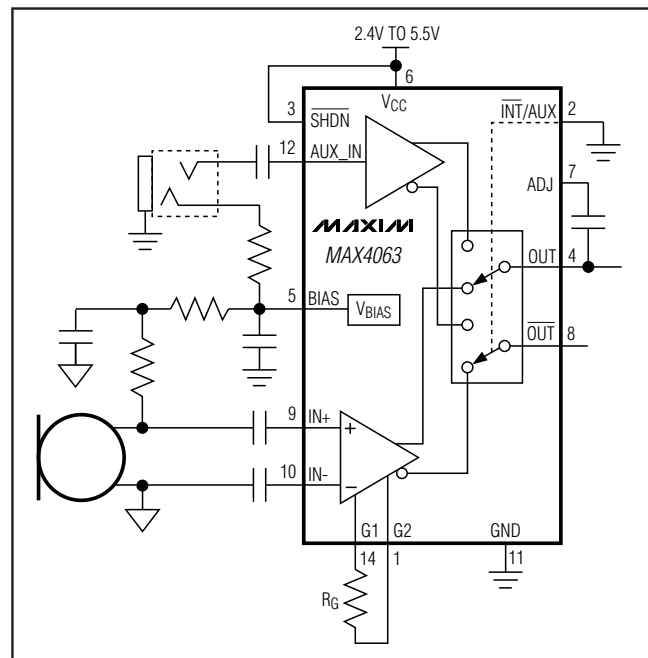 2.4V TO 5.5V
6
VCC
3
SHDN
INT/AUX
2
12
AUX_IN
7
ADJ
MAXIM
MAX4063
OUT
4
5
BIAS
VBIAS
OUT
8
9
IN+
+
10
IN-
−
G1
G2
GND
14
1
11
RG